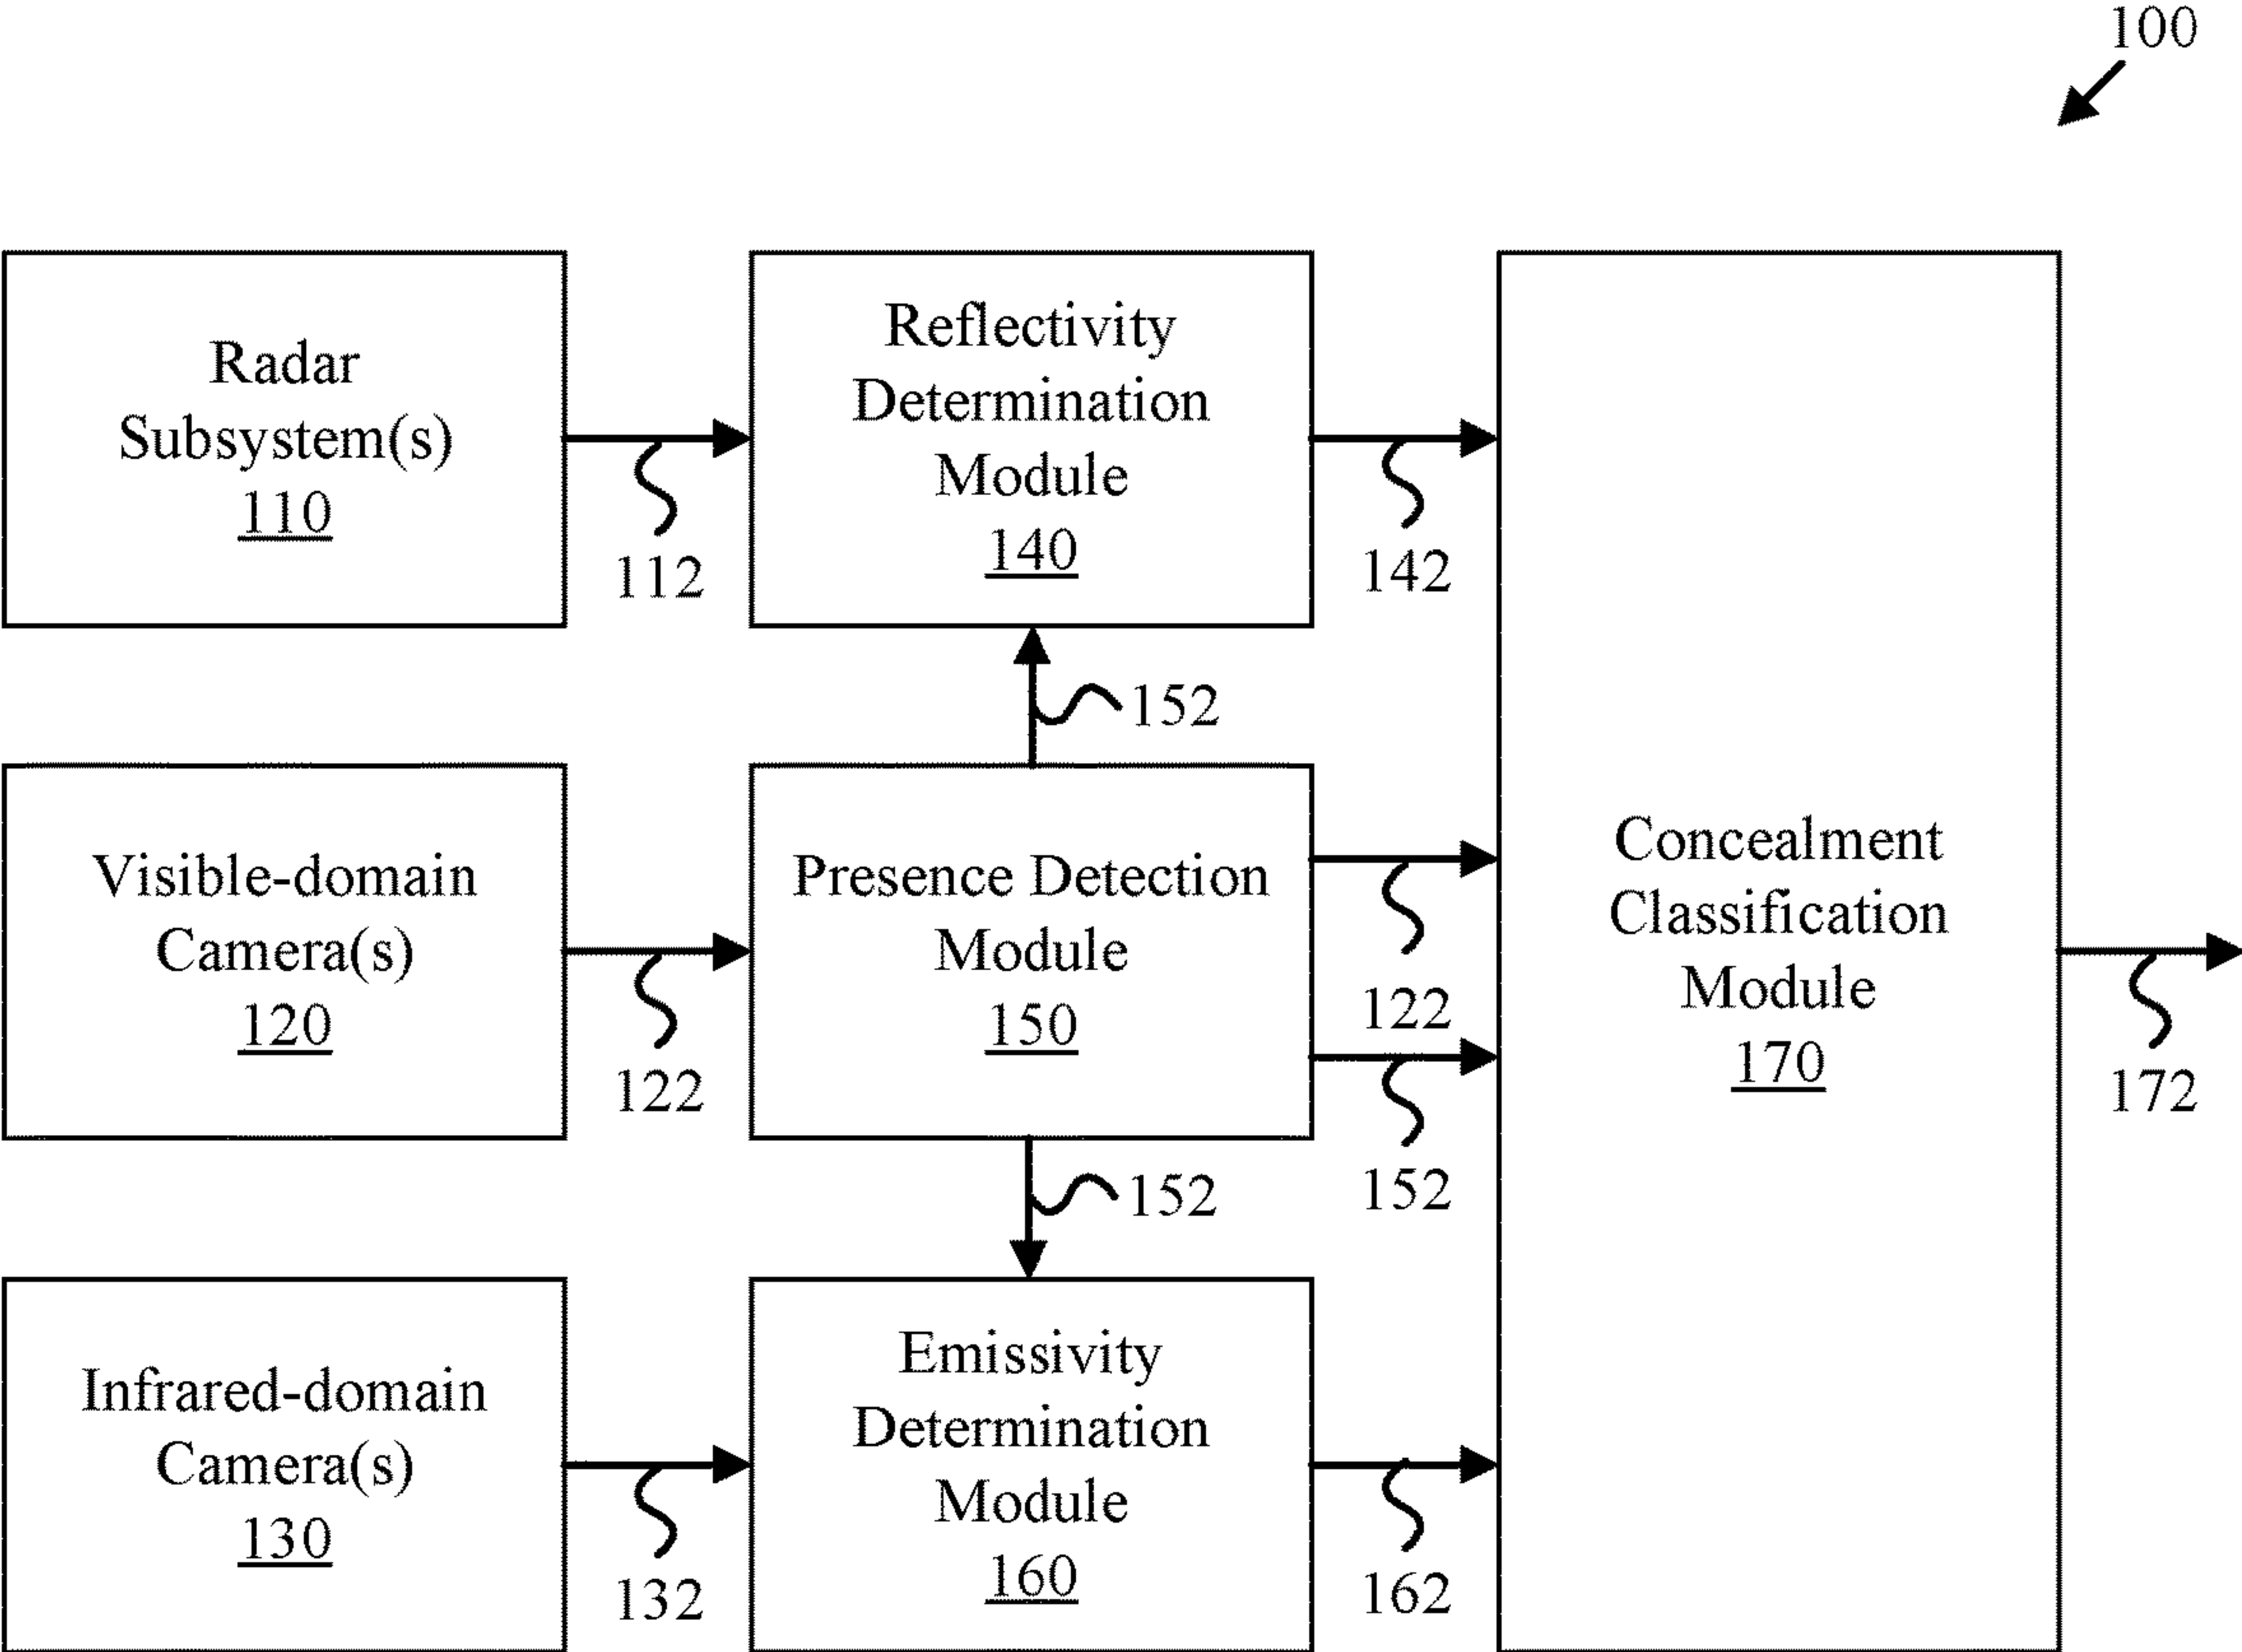 100
Radar
Subsystem(s)
110
112
Reflectivity
Determination
Module
140
142
152
Visible-domain
Camera(s)
120
122
Presence Detection
Module
150
122
152
Concealment
Classification
Module
170
172
152
Infrared-domain
Camera(s)
130
132
Emissivity
Determination
Module
160
162